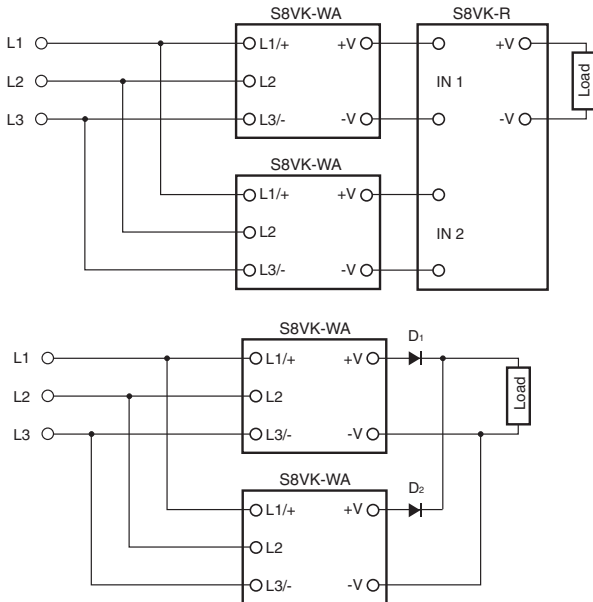 S8VK-WA S8VK-R
L1 L1/+ +V +V
L2 L2 IN 1 Load
L3 L3/- -V -V
S8VK-WA
L1/+ +V
L2 IN 2
L3/- -V
S8VK-WA
L1 L1/+ +V D1
L2 L2 Load
L3 L3/- -V
S8VK-WA
L1/+ +V D2
L2
L3/- -V